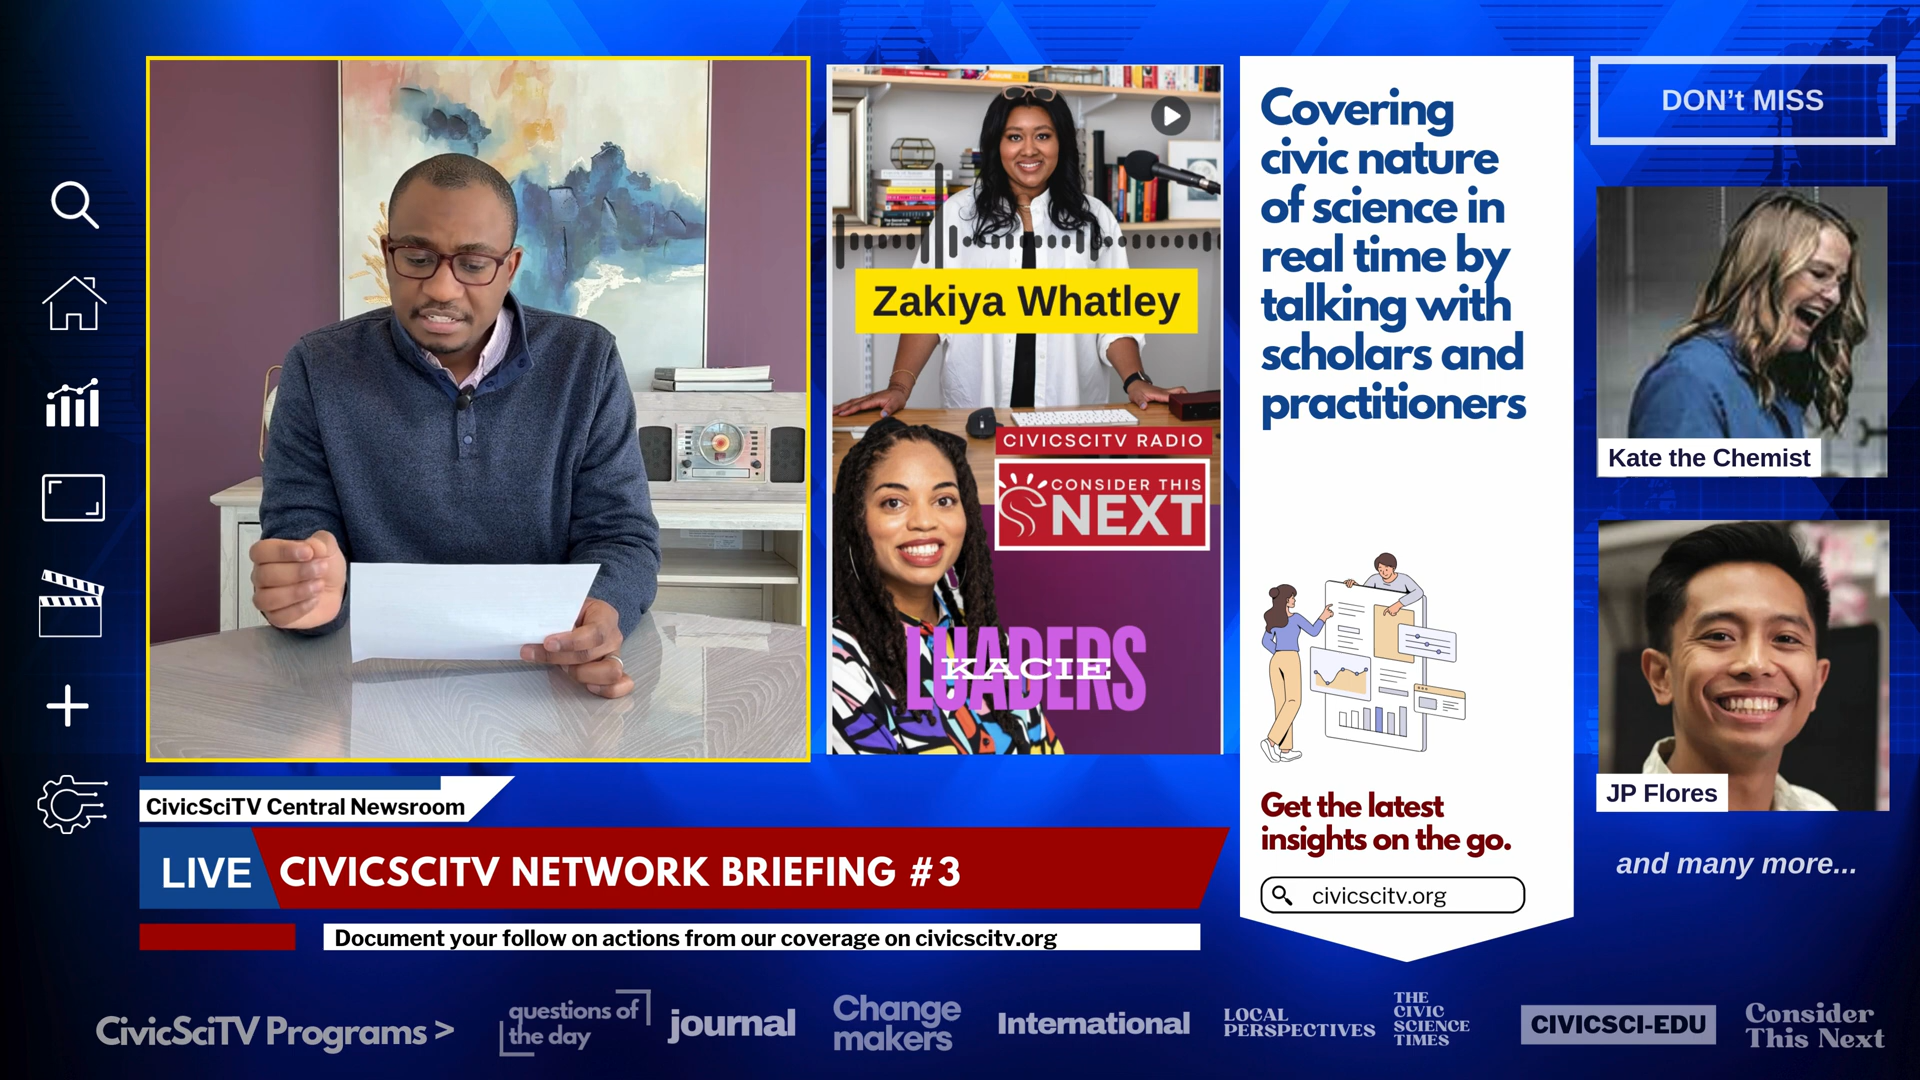 Zakiya Whatley
CIVICSCITV RADIO
CONSIDER THIS
NEXT
LUADERS
KACIE
Covering
civic nature
of science in
real time by
talking with
scholars and
practitioners
Get the latest
insights on the go.
civicscitv.org
DON't MISS
Kate the Chemist
JP Flores
and many more...
CivicSciTV Central Newsroom
LIVE
CIVICSCITV NETWORK BRIEFING #3
Document your follow on actions from our coverage on civicscitv.org
CivicSciTV Programs >
questions of
the day
journal
Change
makers
International
LOCAL
PERSPECTIVES
THE
CIVIC
SCIENCE
TIMES
CIVICSCI-EDU
Consider
This Next